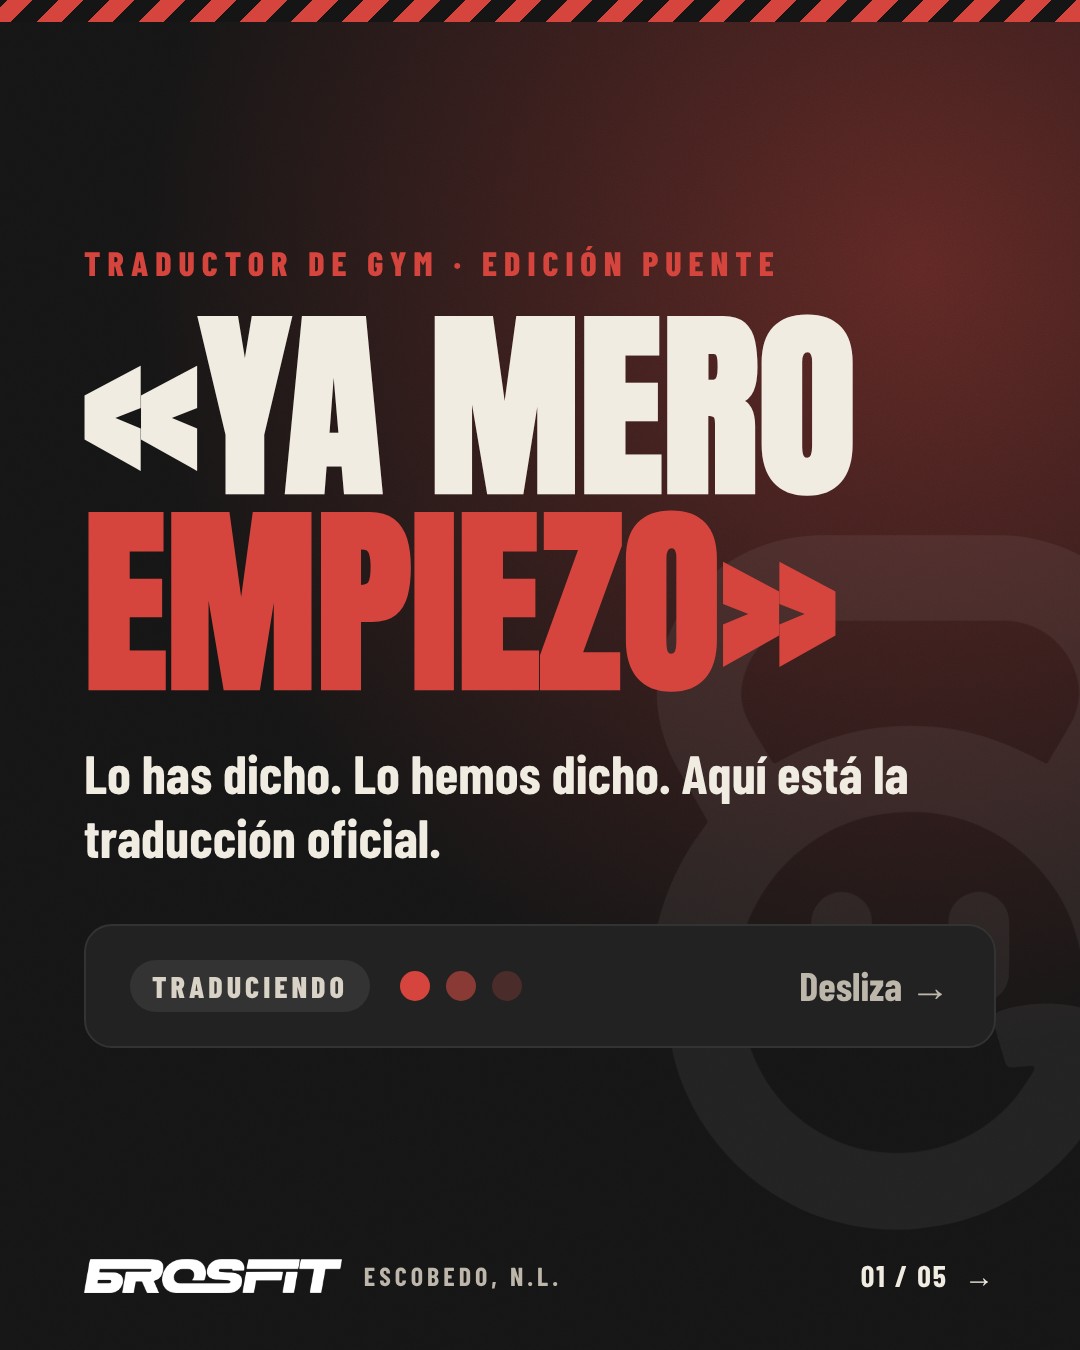 TRADUCTOR DE GYM · EDICIÓN PUENTE
«YA MERO
EMPIEZO»
Lo has dicho. Lo hemos dicho. Aquí está la
traducción oficial.
TRADUCIENDO
Desliza →
BROSFIT ESCOBEDO, N.L.
01 / 05 →